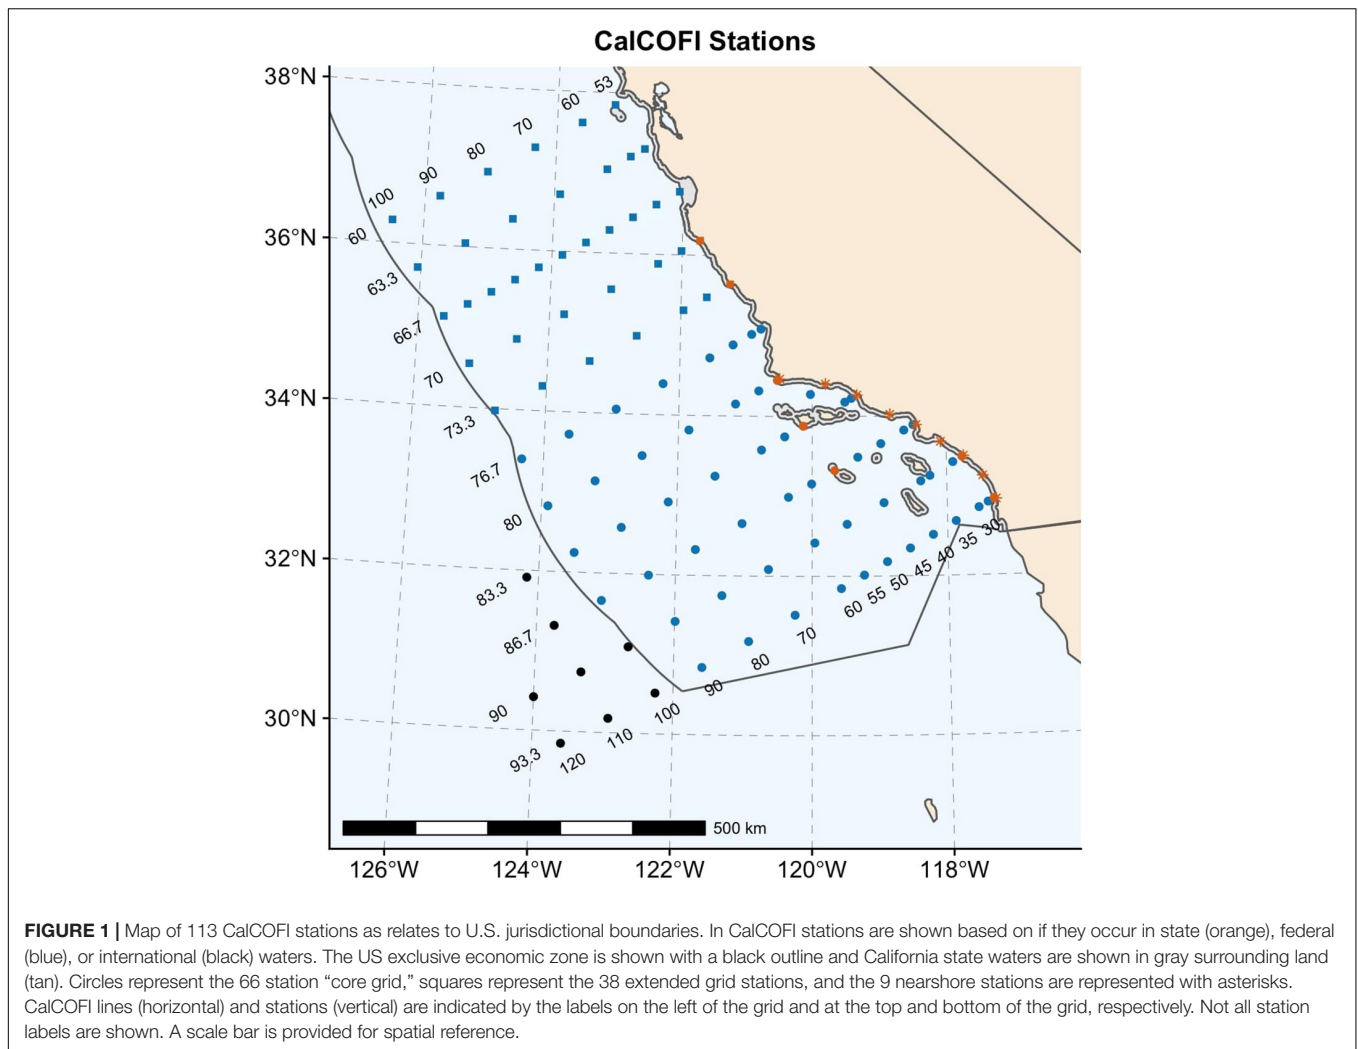 CalCOFI Stations
38°N
36°N
34°N
32°N
30°N
53
60
70
80
90
100
60
63.3
66.7
70
73.3
76.7
80
83.3
86.7
90
93.3
30
35
40
45
50
55
60
70
80
90
100
110
120
500 km
126°W 124°W 122°W 120°W 118°W
FIGURE 1 | Map of 113 CalCOFI stations as relates to U.S. jurisdictional boundaries. In CalCOFI stations are shown based on if they occur in state (orange), federal
(blue), or international (black) waters. The US exclusive economic zone is shown with a black outline and California state waters are shown in gray surrounding land
(tan). Circles represent the 66 station “core grid,” squares represent the 38 extended grid stations, and the 9 nearshore stations are represented with asterisks.
CalCOFI lines (horizontal) and stations (vertical) are indicated by the labels on the left of the grid and at the top and bottom of the grid, respectively. Not all station
labels are shown. A scale bar is provided for spatial reference.